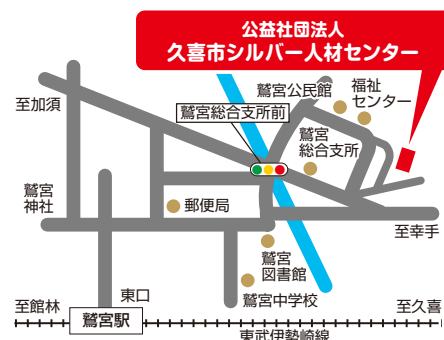 公益社団法人
久喜市シルバー人材センター
鷲宮公民館
福祉
センター
至加須
鷲宮総合支所前
鷲宮
総合支所
鷲宮
神社
郵便局
至幸手
鷲宮
図書館
鷲宮中学校
至館林
東口
至久喜
鷲宮駅
東武伊勢崎線